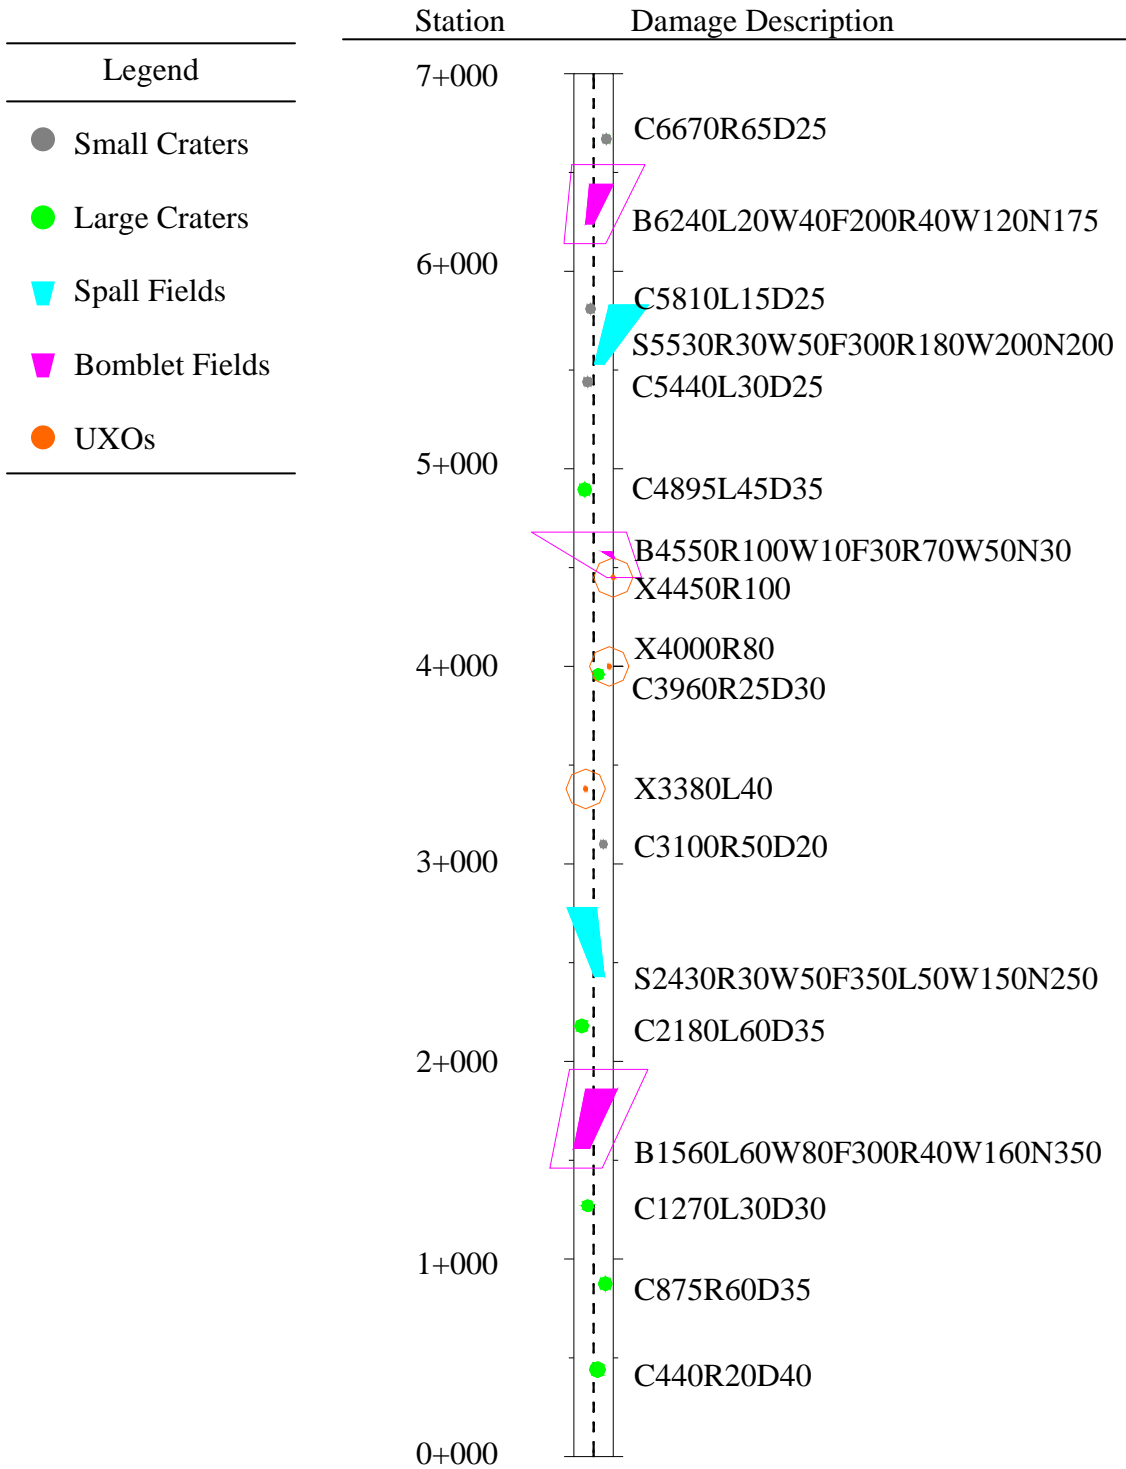 Station Damage Description
Legend
Small Craters
Large Craters
Spall Fields
Bomblet Fields
UXOs
7+000
C6670R65D25
B6240L20W40F200R40W120N175
6+000
C5810L15D25
S5530R30W50F300R180W200N200
C5440L30D25
5+000
C4895L45D35
B4550R100W10F30R70W50N30
X4450R100
X4000R80
4+000
C3960R25D30
X3380L40
C3100R50D20
3+000
S2430R30W50F350L50W150N250
C2180L60D35
2+000
B1560L60W80F300R40W160N350
C1270L30D30
1+000
C875R60D35
C440R20D40
0+000